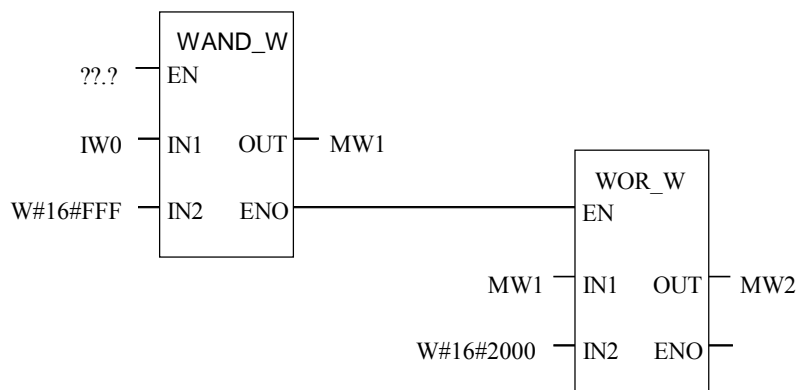 WAND_W
??.? EN
IW0 IN1 OUT MW1
W#16#FFF IN2 ENO
WOR_W
EN
MW1 IN1 OUT MW2
W#16#2000 IN2 ENO